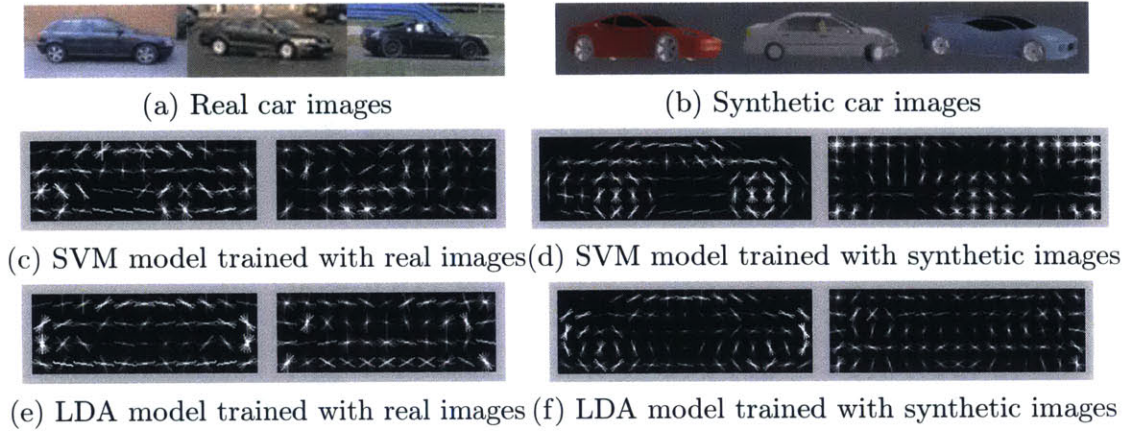 (a) Real car images
(b) Synthetic car images
(c) SVM model trained with real images
(d) SVM model trained with synthetic images
(e) LDA model trained with real images
(f) LDA model trained with synthetic images